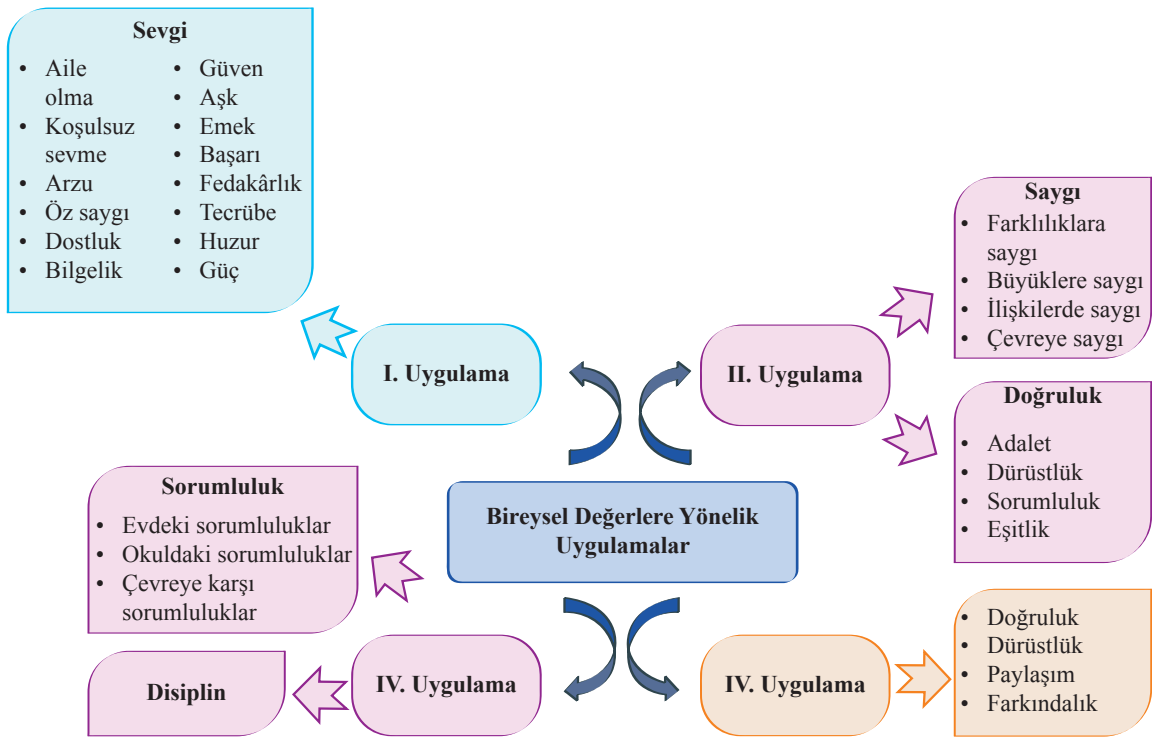 Sevgi
• Aile
olma
• Koşulsuz
sevme
• Arzu
• Öz saygı
• Dostluk
• Bilgelik
• Güven
• Aşk
• Emek
• Başarı
• Fedakârlık
• Tecrübe
• Huzur
• Güç
I. Uygulama
II. Uygulama
Saygı
• Farklılıklara
saygı
• Büyüklere saygı
• İlişkilerde saygı
• Çevreye saygı
Doğruluk
• Adalet
• Dürüstlük
• Sorumluluk
• Eşitlik
Bireysel Değerlere Yönelik
Uygulamalar
Sorumluluk
• Evdeki sorumluluklar
• Okuldaki sorumluluklar
• Çevreye karşı
sorumluluklar
Disiplin
IV. Uygulama
IV. Uygulama
• Doğruluk
• Dürüstlük
• Paylaşım
• Farkındalık